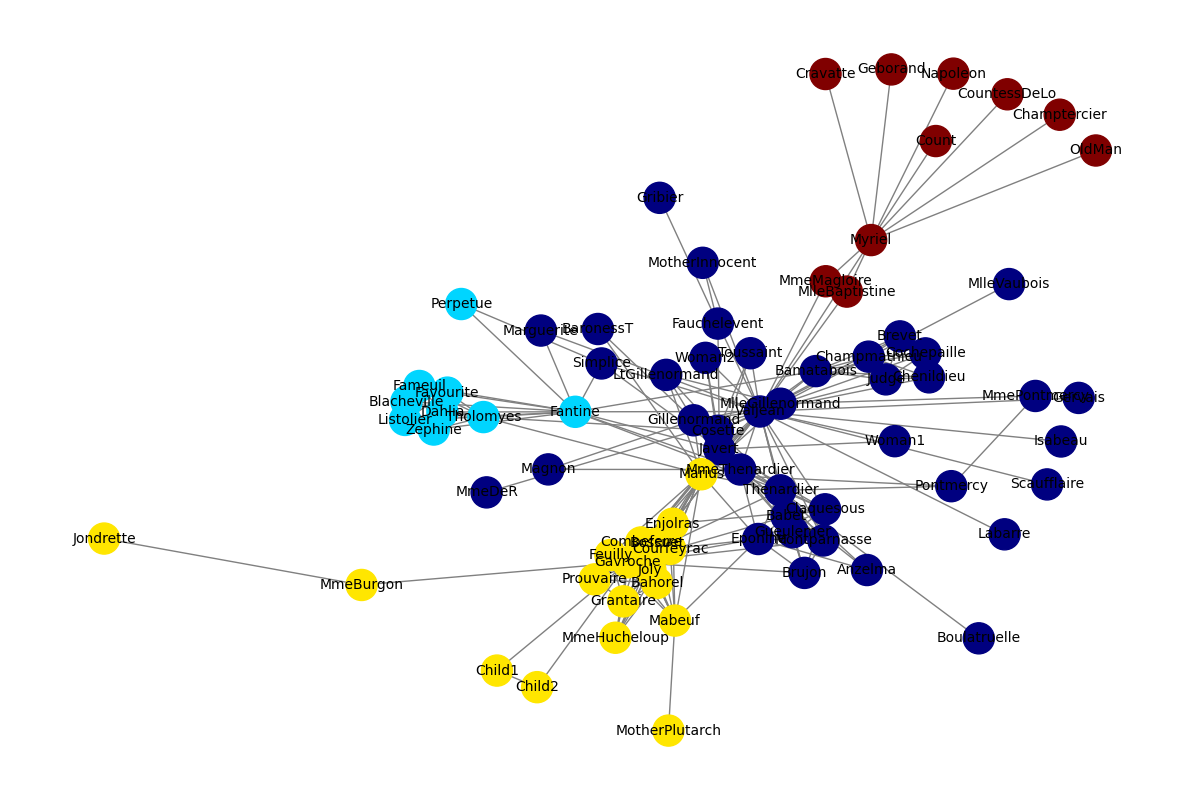 Cravatte
Geborand
Napoleon
CountessDeLo
Champtercier
Count
OldMan
Gribier
Myriel
MotherInnocent
MmeMagloire
MlleBaptistine
MlleVaubois
Perpetue
Marguerite
BaronessT
Fauchelevent
Brevet
Simplice
Woman2
Toussaint
Champmathieu
Cochepaille
LtGillenormand
Bamatabois
Judge
Chenildieu
Fameuil
Favourite
Blacheville
Dahlia
Listolier
Tholomyes
Zephine
Fantine
MlleGillenormand
Valjean
Gillenormand
Cosette
MmePontmercy
Gervais
Javert
Woman1
Isabeau
Magnon
Marius
MmeThenardier
MmeDeR
Thenardier
Pontmercy
Scaufflaire
Claquesous
Babet
Enjolras
Gueulemer
Labarre
Jondrette
Combeferre
Bossuet
Courfeyrac
Eponine
Montparnasse
Feuilly
Gavroche
Joly
Prouvaire
Bahorel
MmeBurgon
Brujon
Anzelma
Grantaire
Mabeuf
MmeHucheloup
Boulatruelle
Child1
Child2
MotherPlutarch